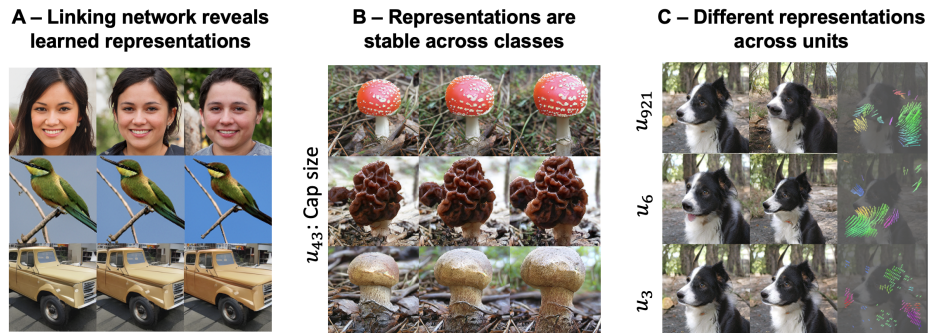 A – Linking network reveals
learned representations
B – Representations are
stable across classes
C – Different representations
across units
u₄₃: Cap size
u₉₂₁
u₆
u₃